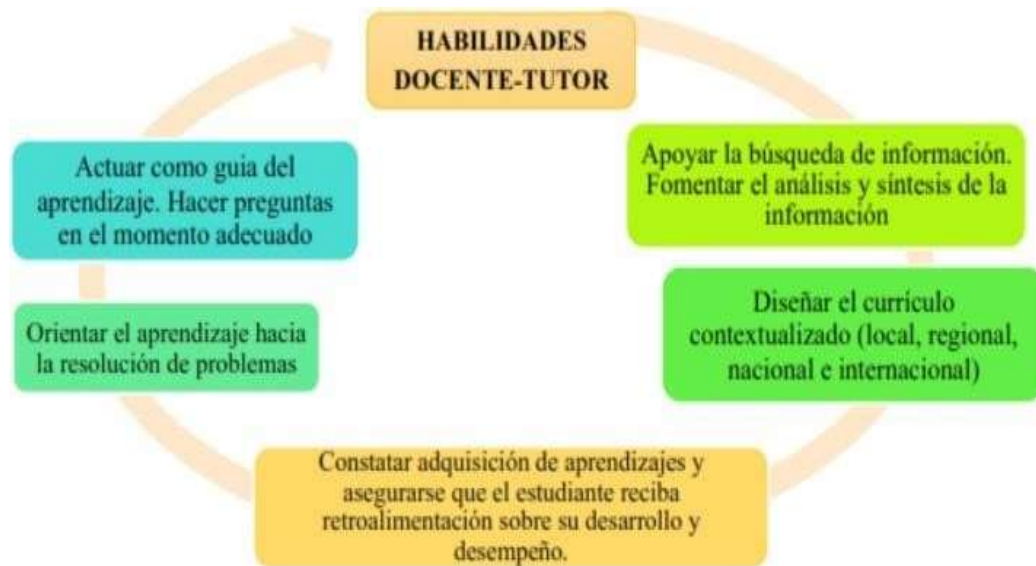 HABILIDADES
DOCENTE-TUTOR
Apoyar la búsqueda de información.
Fomentar el análisis y síntesis de la
información
Diseñar el currículo
contextualizado (local, regional,
nacional e internacional)
Constatar adquisición de aprendizajes y
asegurarse que el estudiante reciba
retroalimentación sobre su desarrollo y
desempeño.
Orientar el aprendizaje hacia
la resolución de problemas
Actuar como guia del
aprendizaje. Hacer preguntas
en el momento adecuado